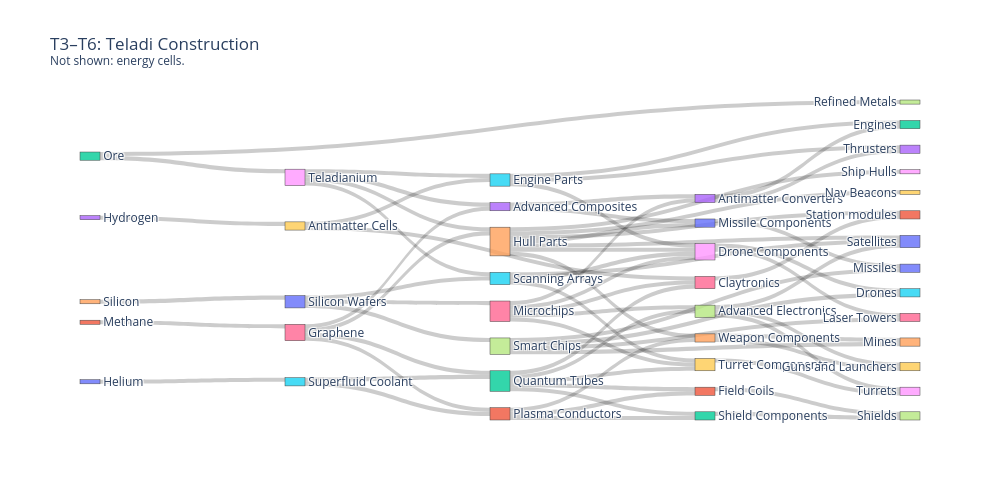 T3–T6: Teladi Construction
Not shown: energy cells.
Ore
Hydrogen
Silicon
Methane
Helium
Teladianium
Antimatter Cells
Silicon Wafers
Graphene
Superfluid Coolant
Engine Parts
Advanced Composites
Hull Parts
Scanning Arrays
Microchips
Smart Chips
Quantum Tubes
Plasma Conductors
Antimatter Converters
Missile Components
Drone Components
Claytronics
Advanced Electronics
Weapon Components
Turret Components
Field Coils
Shield Components
Refined Metals
Engines
Thrusters
Ship Hulls
Nav Beacons
Station modules
Satellites
Missiles
Drones
Laser Towers
Mines
Guns and Launchers
Turrets
Shields